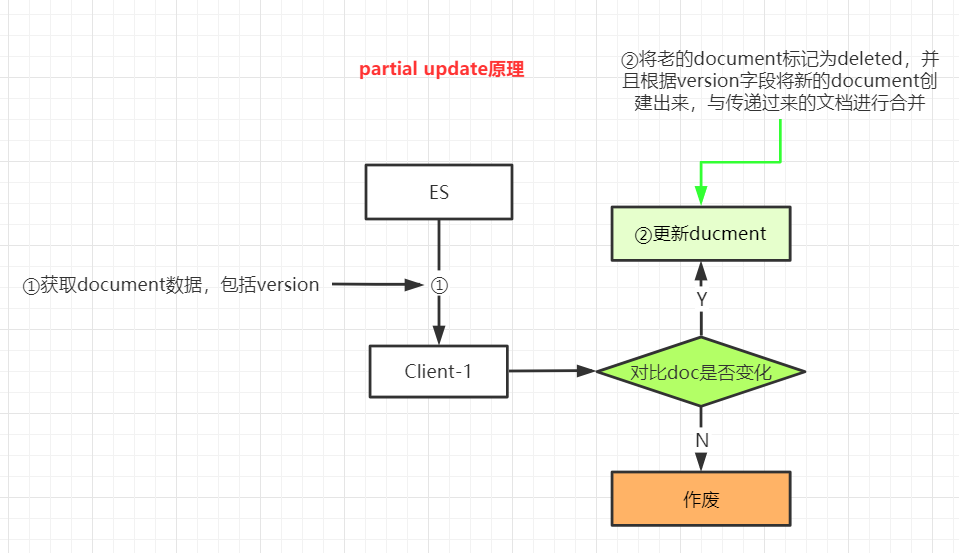 partial update原理
②将老的document标记为deleted，并
且根据version字段将新的document创
建出来，与传递过来的文档进行合并
ES
②更新ducment
①获取document数据，包括version
①
Y
Client-1
对比doc是否变化
N
作废